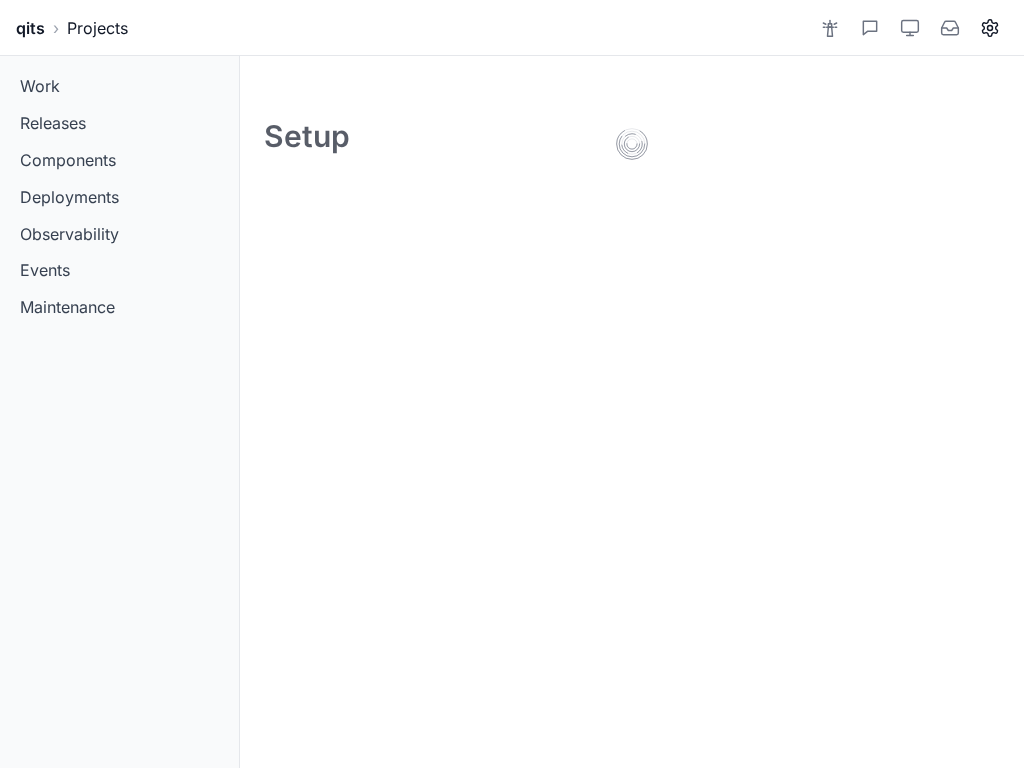 qits › Projects
Work
Releases
Components
Deployments
Observability
Events
Maintenance
Setup